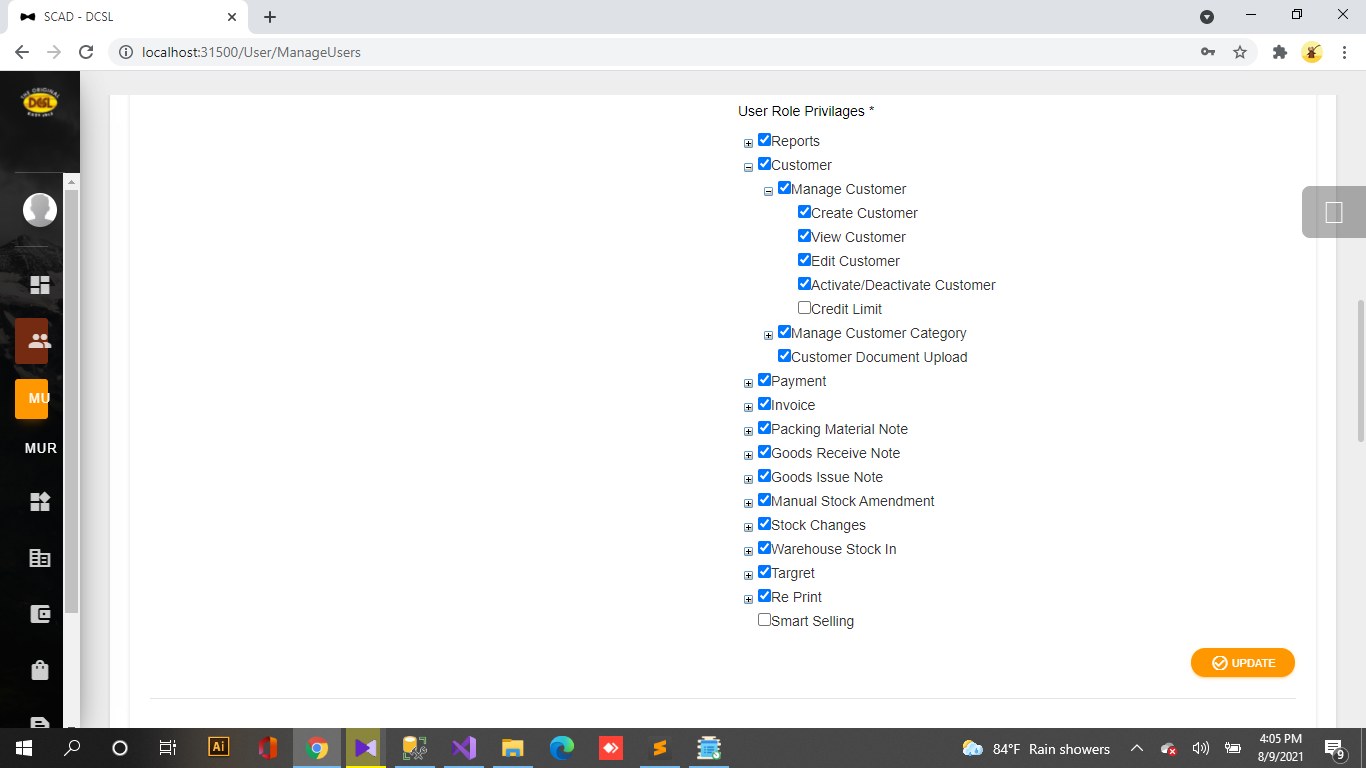 SCAD - DCSL
localhost:31500/User/ManageUsers
THE ORIGINAL
DCSL
User Role Privilages *
Reports
Customer
Manage Customer
Create Customer
View Customer
Edit Customer
Activate/Deactivate Customer
Credit Limit
Manage Customer Category
Customer Document Upload
Payment
Invoice
Packing Material Note
Goods Receive Note
Goods Issue Note
Manual Stock Amendment
Stock Changes
Warehouse Stock In
Targret
Re Print
Smart Selling
MU
MUR
UPDATE
Ai
84°F Rain showers
4:05 PM
8/9/2021
9